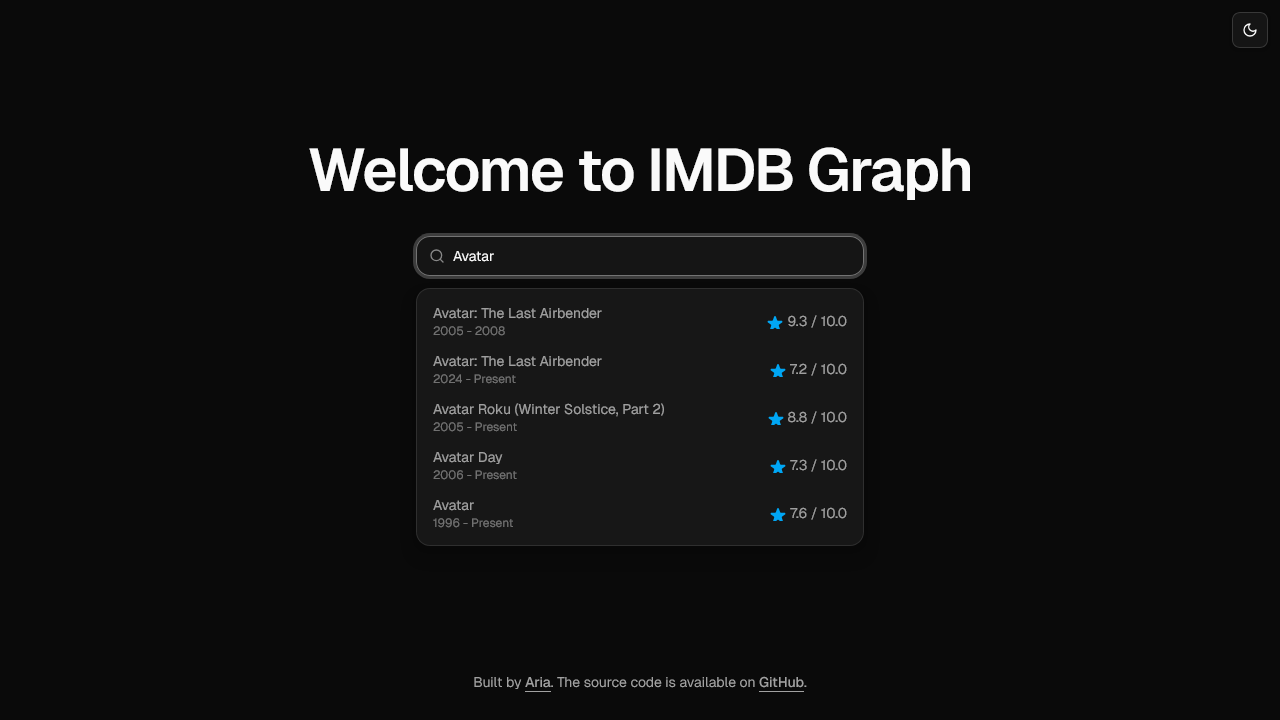 Welcome to IMDB Graph
Avatar
Avatar: The Last Airbender
2005 - 2008
9.3 / 10.0
Avatar: The Last Airbender
2024 - Present
7.2 / 10.0
Avatar Roku (Winter Solstice, Part 2)
2005 - Present
8.8 / 10.0
Avatar Day
2006 - Present
7.3 / 10.0
Avatar
1996 - Present
7.6 / 10.0
Built by Aria. The source code is available on GitHub.